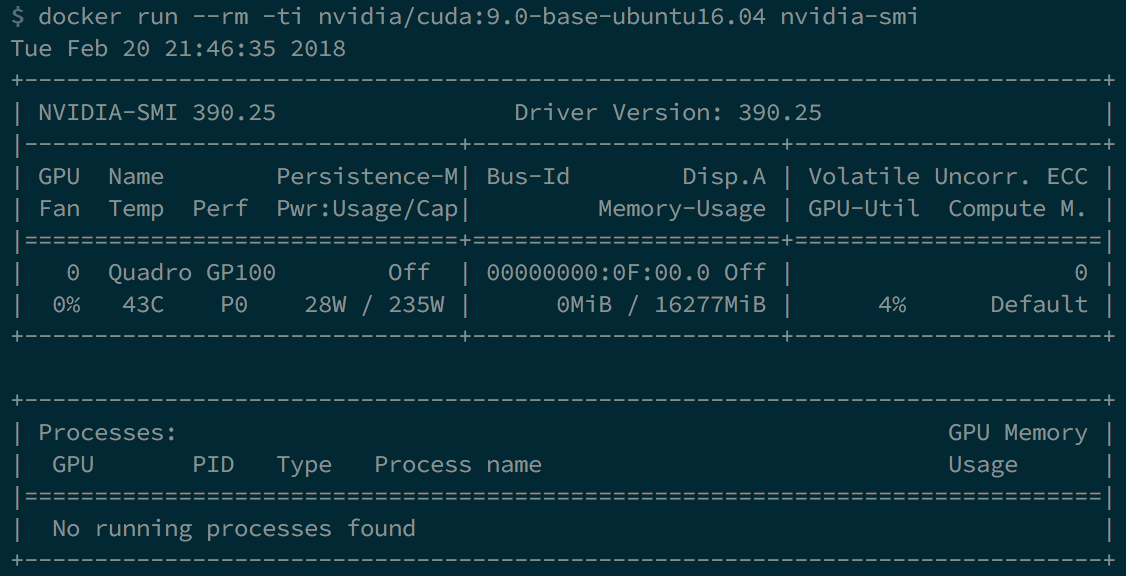 $ docker run --rm -ti nvidia/cuda:9.0-base-ubuntu16.04 nvidia-smi
Tue Feb 20 21:46:35 2018
+-----------------------------------------------------------------------------+
| NVIDIA-SMI 390.25                 Driver Version: 390.25                    |
|-------------------------------+----------------------+----------------------+
| GPU  Name        Persistence-M| Bus-Id        Disp.A | Volatile Uncorr. ECC |
| Fan  Temp  Perf  Pwr:Usage/Cap|         Memory-Usage | GPU-Util  Compute M. |
|===============================+======================+======================|
|   0  Quadro GP100        Off  | 00000000:0F:00.0 Off |                    0 |
|  0%   43C    P0    28W / 235W |      0MiB / 16277MiB |      4%      Default |
+-------------------------------+----------------------+----------------------+

+-----------------------------------------------------------------------------+
| Processes:                                                       GPU Memory |
|  GPU       PID   Type   Process name                             Usage      |
|=============================================================================|
|  No running processes found                                                 |
+-----------------------------------------------------------------------------+